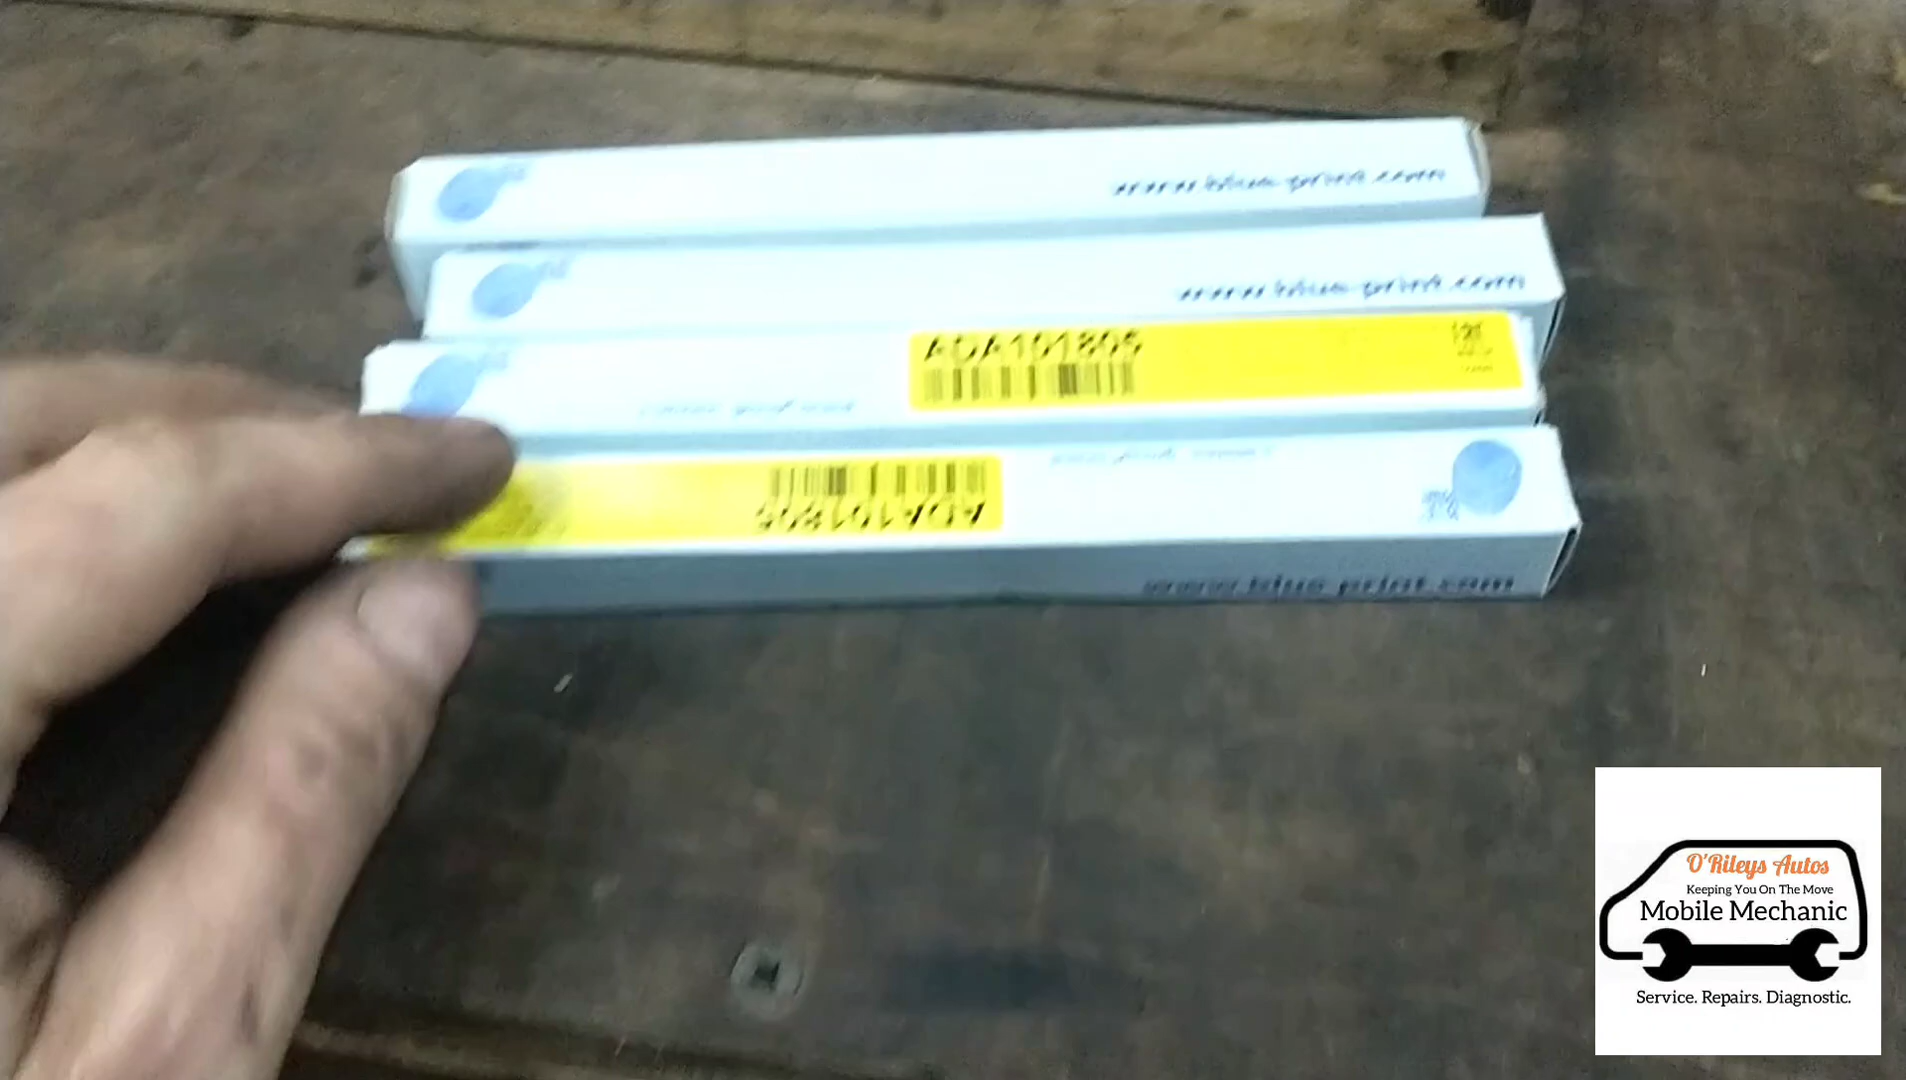 www.blue-print.com
www.blue-print.com
ADA101805
ADA101805
www.blue-print.com
O'Rileys Autos
Keeping You On The Move
Mobile Mechanic
Service. Repairs. Diagnostic.